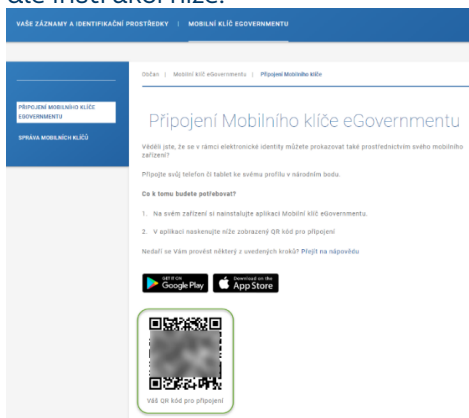 VAŠE ZÁZNAMY A IDENTIFIKAČNÍ PROSTŘEDKY | MOBILNÍ KLÍČ EGOVERNMENTU
Občan | Mobilní klíč eGovernmentu | Připojení Mobilního klíče
PŘIPOJENÍ MOBILNÍHO KLÍČE
EGOVERNMENTU
SPRÁVA MOBILNÍCH KLÍČŮ
Připojení Mobilního klíče eGovernmentu
Věděli jste, že se v rámci elektronické identity můžete prokazovat také prostřednictvím svého mobilního
zařízení?
Připojte svůj telefon či tablet ke svému profilu v národním bodu.
Co k tomu budete potřebovat?
1. Na svém zařízení si nainstalujte aplikaci Mobilní klíč eGovernmentu.
2. V aplikaci naskenujte níže zobrazený QR kód pro připojení
Nedaří se Vám provést některý z uvedených kroků? Přejít na nápovědu
GET IT ON
Google Play
Download on the
App Store
Váš QR kód pro připojení